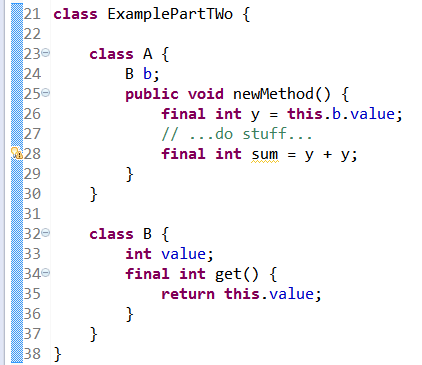 21 class ExamplePartTWo {
22
23 class A {
24 B b;
25 public void newMethod() {
26 final int y = this.b.value;
27 // ...do stuff...
28 final int sum = y + y;
29 }
30 }
31
32 class B {
33 int value;
34 final int get() {
35 return this.value;
36 }
37 }
38 }